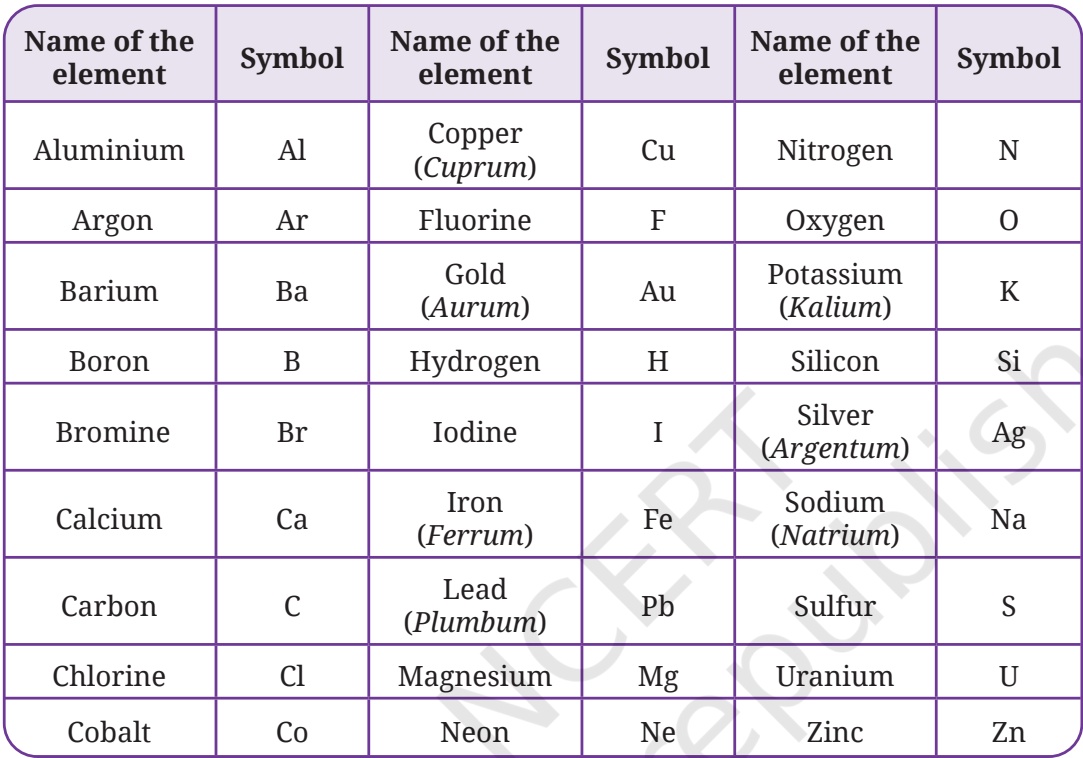 Name of the element Symbol Name of the element Symbol Name of the element Symbol
Aluminium Al Copper (Cuprum) Cu Nitrogen N
Argon Ar Fluorine F Oxygen O
Barium Ba Gold (Aurum) Au Potassium (Kalium) K
Boron B Hydrogen H Silicon Si
Bromine Br Iodine I Silver (Argentum) Ag
Calcium Ca Iron (Ferrum) Fe Sodium (Natrium) Na
Carbon C Lead (Plumbum) Pb Sulfur S
Chlorine Cl Magnesium Mg Uranium U
Cobalt Co Neon Ne Zinc Zn
NCERT
republish